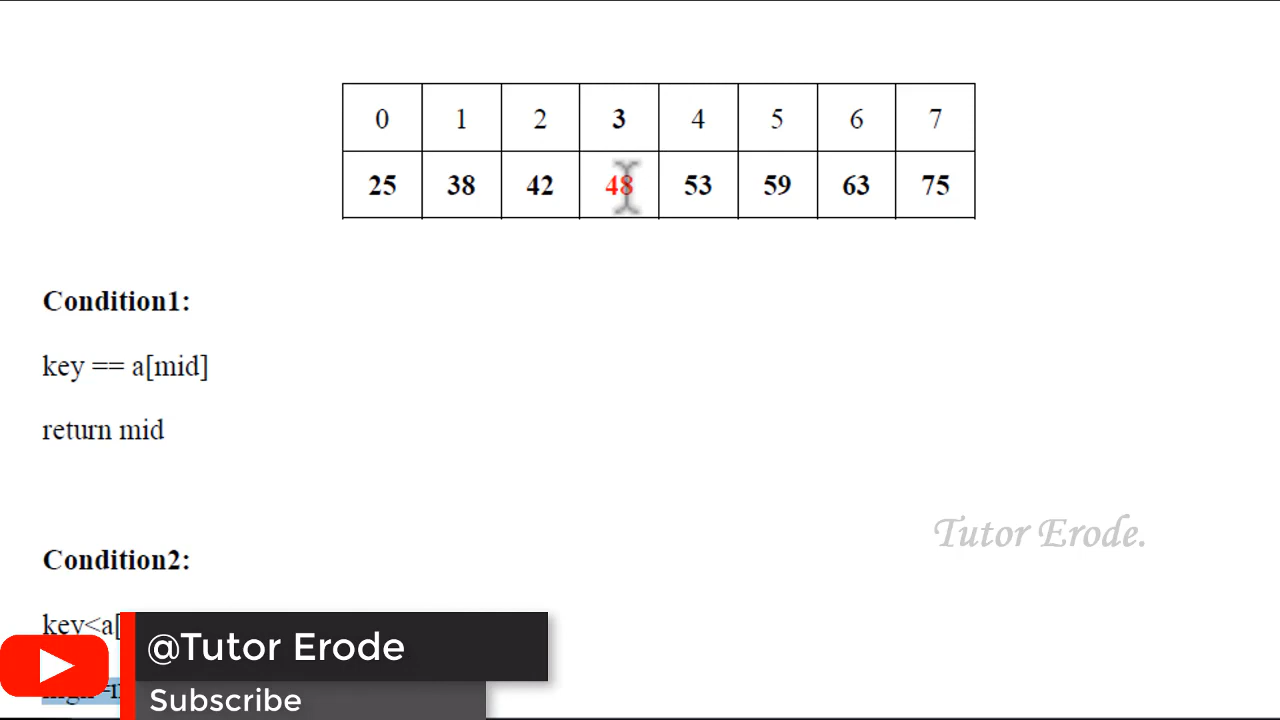 0 1 2 3 4 5 6 7
25 38 42 48 53 59 63 75
Condition1:
key == a[mid]
return mid
Tutor Erode.
Condition2:
key<a[
@Tutor Erode
Subscribe